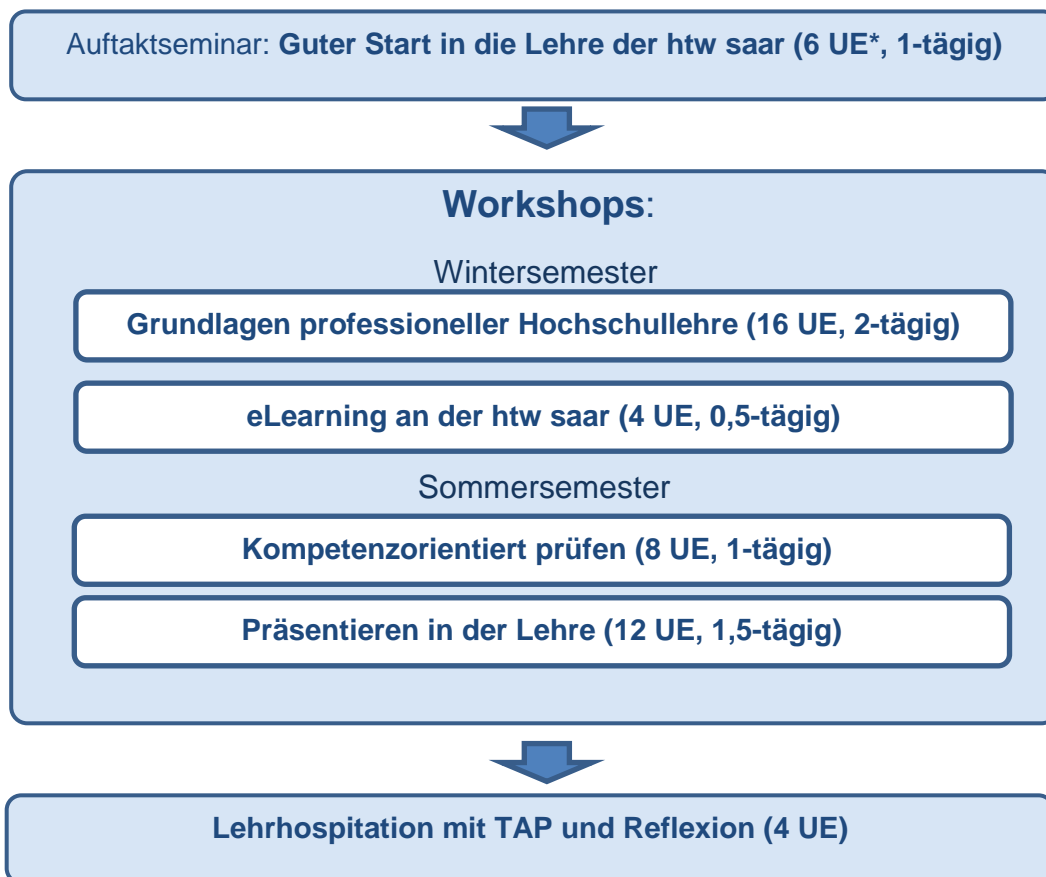 Auftaktseminar: Guter Start in die Lehre der htw saar (6 UE*, 1-tägig)
Workshops:
Wintersemester
Grundlagen professioneller Hochschullehre (16 UE, 2-tägig)
eLearning an der htw saar (4 UE, 0,5-tägig)
Sommersemester
Kompetenzorientiert prüfen (8 UE, 1-tägig)
Präsentieren in der Lehre (12 UE, 1,5-tägig)
Lehrhospitation mit TAP und Reflexion (4 UE)